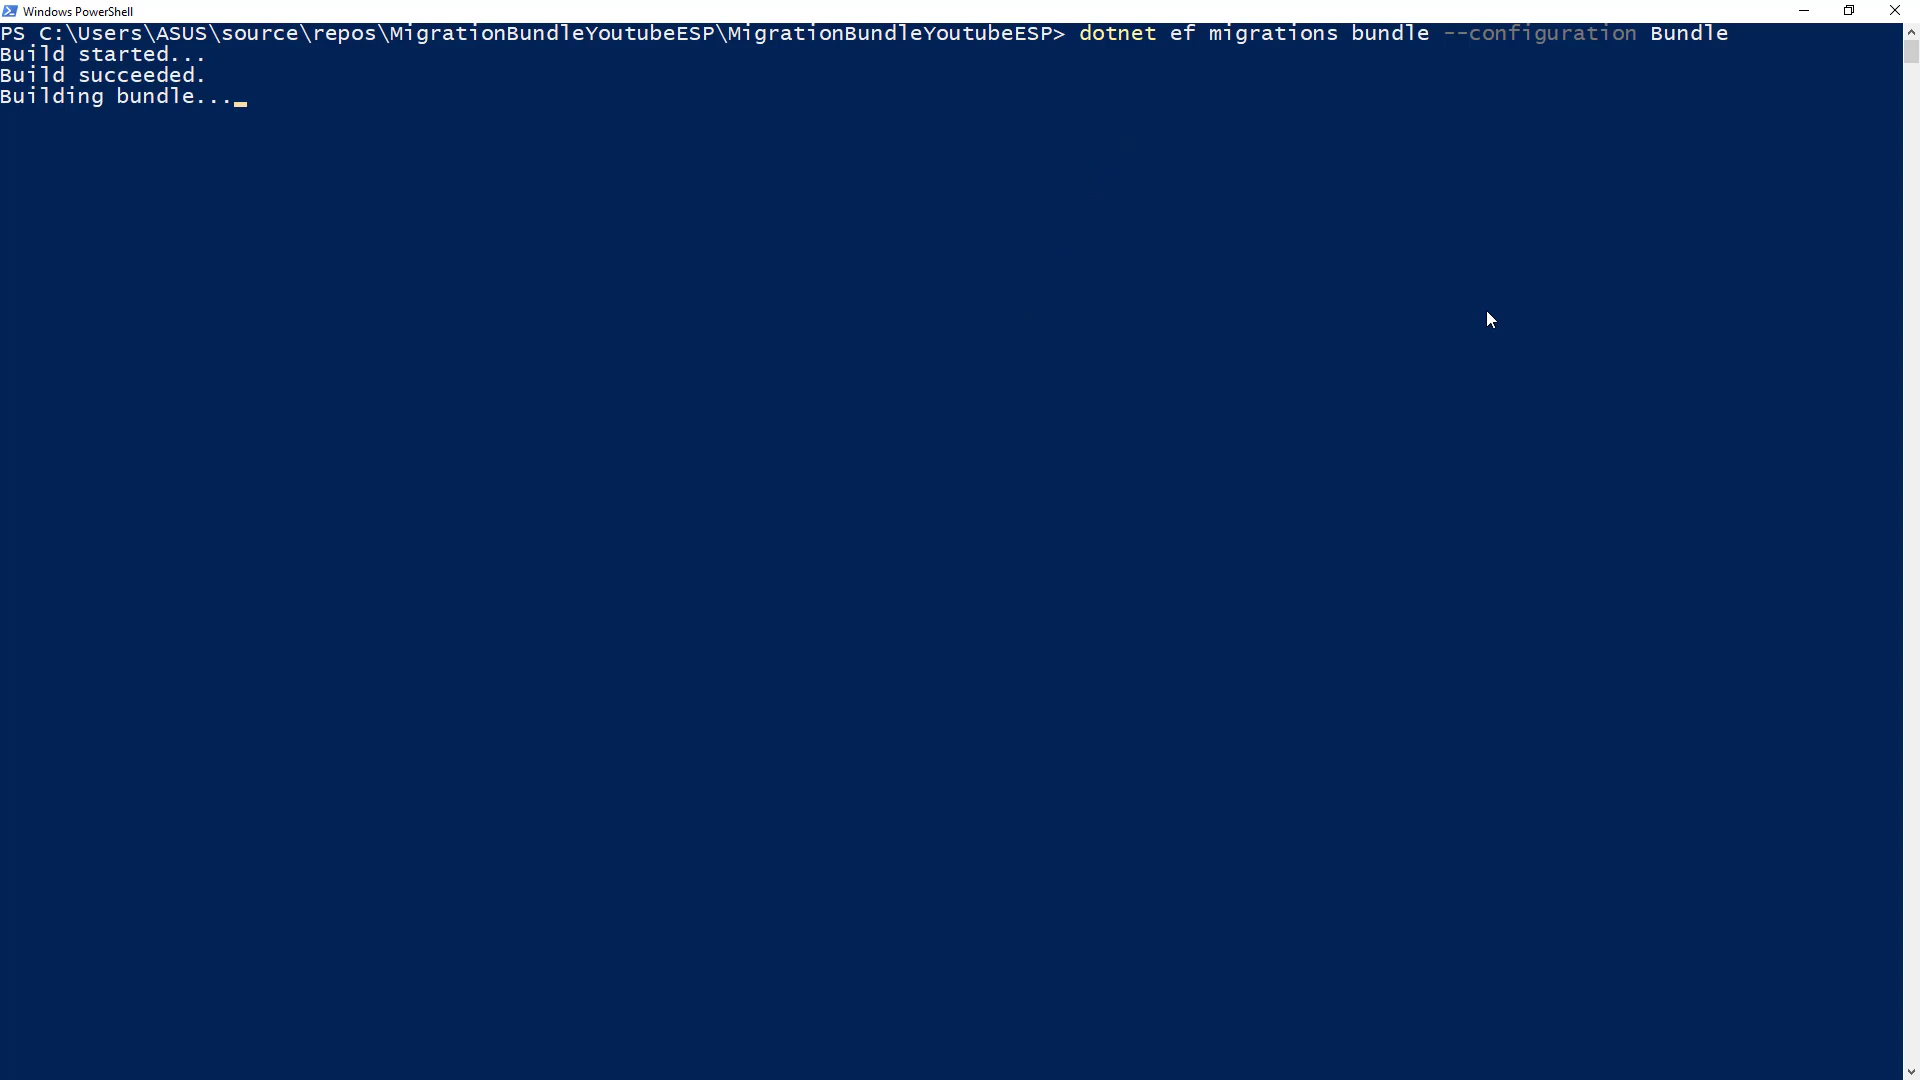 Windows PowerShell
PS C:\Users\ASUS\source\repos\MigrationBundleYoutubeESP\MigrationBundleYoutubeESP> dotnet ef migrations bundle --configuration Bundle
Build started...
Build succeeded.
Building bundle...